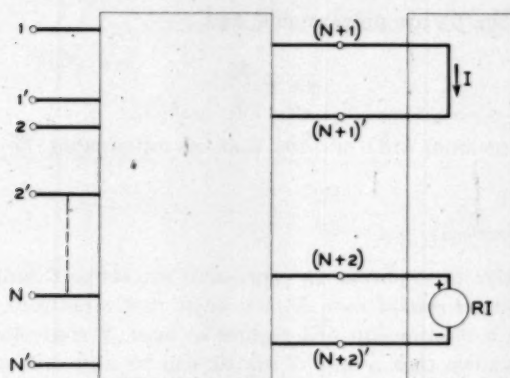 1
1'
2
2'
N
N'
(N+1)
(N+1)'
I
(N+2)
+
RI
-
(N+2)'